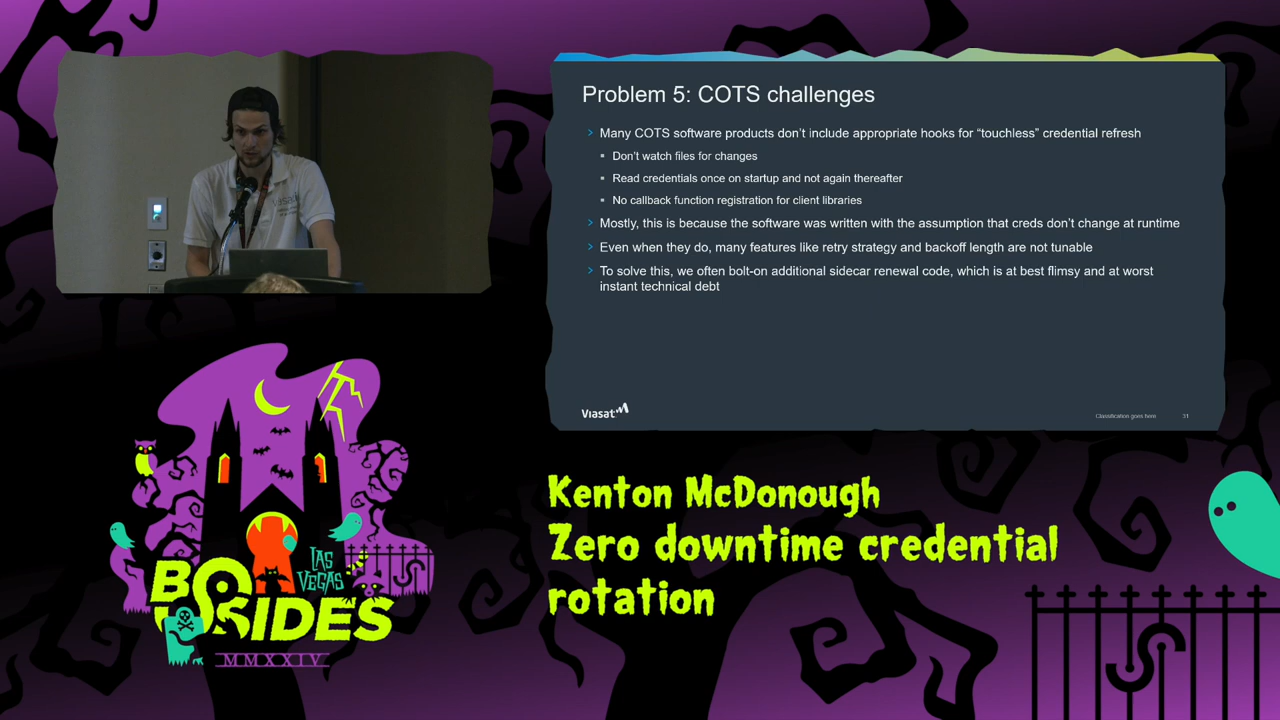 Problem 5: COTS challenges
Many COTS software products don't include appropriate hooks for “touchless” credential refresh
Don't watch files for changes
Read credentials once on startup and not again thereafter
No callback function registration for client libraries
Mostly, this is because the software was written with the assumption that creds don't change at runtime
Even when they do, many features like retry strategy and backoff length are not tunable
To solve this, we often bolt-on additional sidecar renewal code, which is at best flimsy and at worst
instant technical debt
Viasat
Classification goes here
31
LAS
VEGAS
BSIDES
MMXXIV
Kenton McDonough
Zero downtime credential
rotation